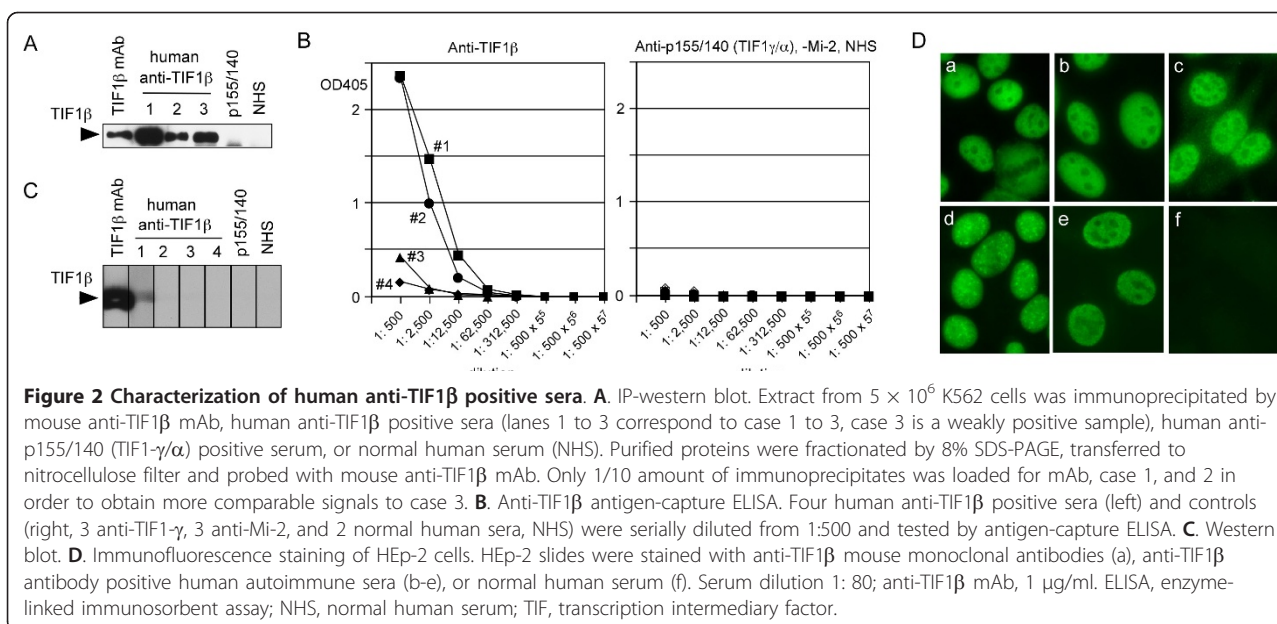 A
TIF1β mAb
human
anti-TIF1β
1 2 3
p155/140
NHS
TIF1β
B
Anti-TIF1β
OD405
2
1
0
#1
#2
#3
#4
1: 500
1: 2,500
1:12,500
1: 62,500
1: 312,500
1: 500 x 5⁵
1: 500 x 5⁶
1: 500 x 5⁷
dilution
Anti-p155/140 (TIF1γ/α), -Mi-2, NHS
2
1
0
1: 500
1: 2,500
1:12,500
1: 62,500
1: 312,500
1: 500 x 5⁵
1: 500 x 5⁶
1: 500 x 5⁷
dilution
C
TIF1β mAb
human
anti-TIF1β
1 2 3 4
p155/140
NHS
TIF1β
D
a
b
c
d
e
f
Figure 2 Characterization of human anti-TIF1β positive sera. A. IP-western blot. Extract from 5 × 10⁶ K562 cells was immunoprecipitated by
mouse anti-TIF1β mAb, human anti-TIF1β positive sera (lanes 1 to 3 correspond to case 1 to 3, case 3 is a weakly positive sample), human anti-
p155/140 (TIF1-γ/α) positive serum, or normal human serum (NHS). Purified proteins were fractionated by 8% SDS-PAGE, transferred to
nitrocellulose filter and probed with mouse anti-TIF1β mAb. Only 1/10 amount of immunoprecipitates was loaded for mAb, case 1, and 2 in
order to obtain more comparable signals to case 3. B. Anti-TIF1β antigen-capture ELISA. Four human anti-TIF1β positive sera (left) and controls
(right, 3 anti-TIF1-γ, 3 anti-Mi-2, and 2 normal human sera, NHS) were serially diluted from 1:500 and tested by antigen-capture ELISA. C. Western
blot. D. Immunofluorescence staining of HEp-2 cells. HEp-2 slides were stained with anti-TIF1β mouse monoclonal antibodies (a), anti-TIF1β
antibody positive human autoimmune sera (b-e), or normal human serum (f). Serum dilution 1: 80; anti-TIF1β mAb, 1 μg/ml. ELISA, enzyme-
linked immunosorbent assay; NHS, normal human serum; TIF, transcription intermediary factor.